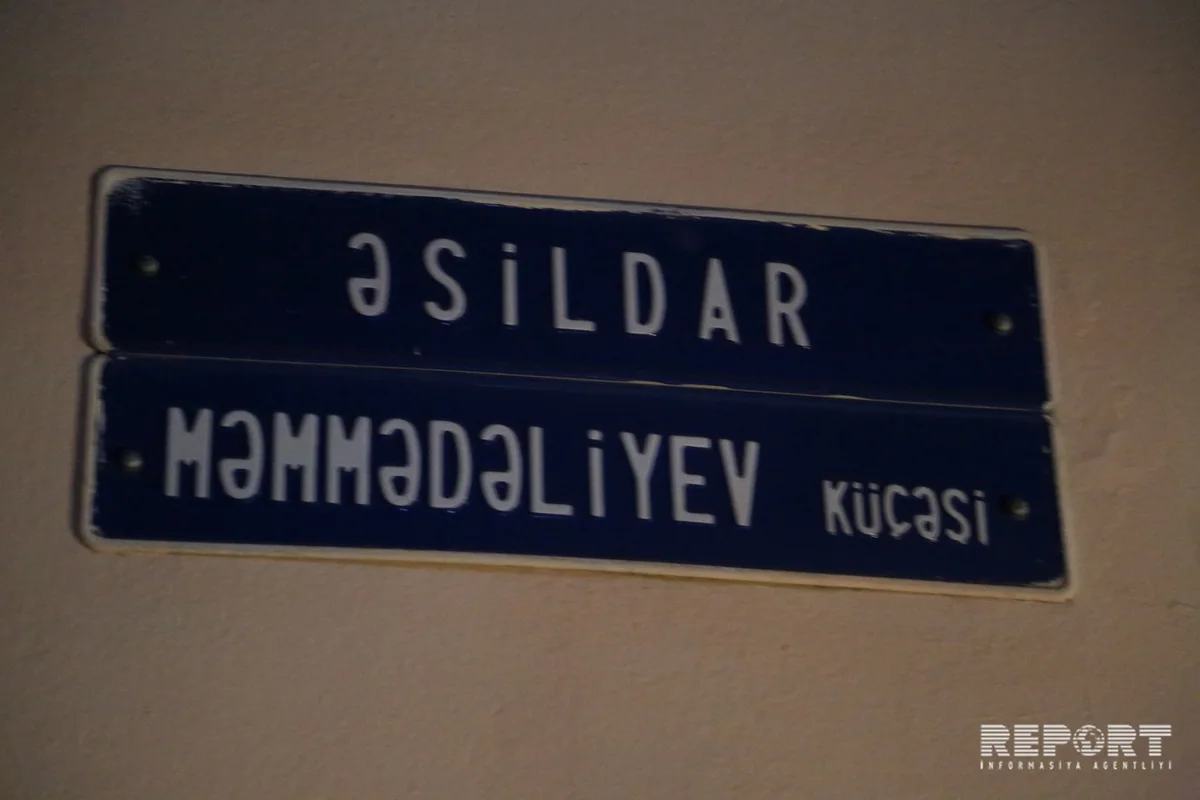 ƏSİLDAR
MƏMMƏDƏLİYEV KÜÇƏSİ
REPORT
İNFORMASİYA AGENTLİYİ